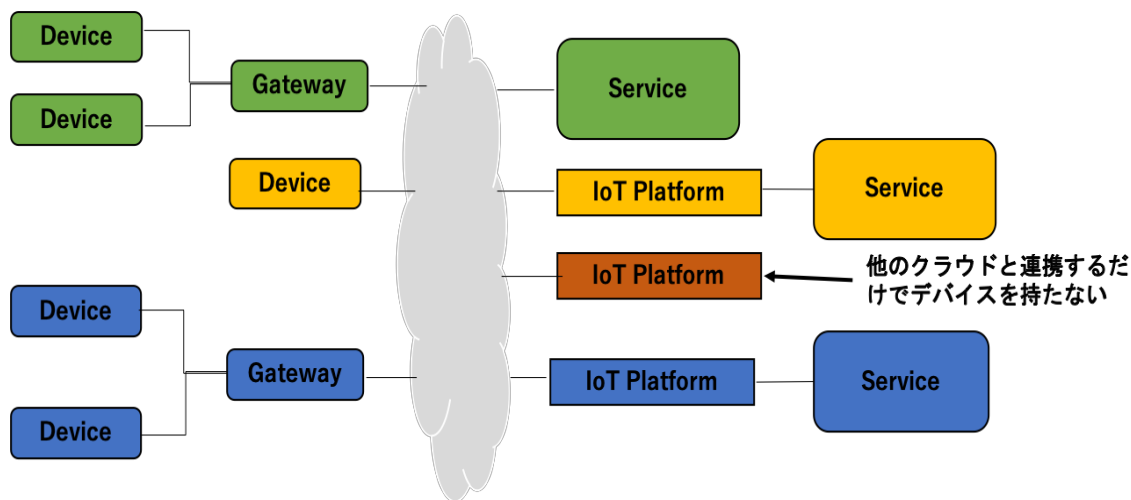 Device
Device
Gateway
Service
Device
IoT Platform
Service
IoT Platform
他のクラウドと連携するだ
けでデバイスを持たない
Device
Device
Gateway
IoT Platform
Service